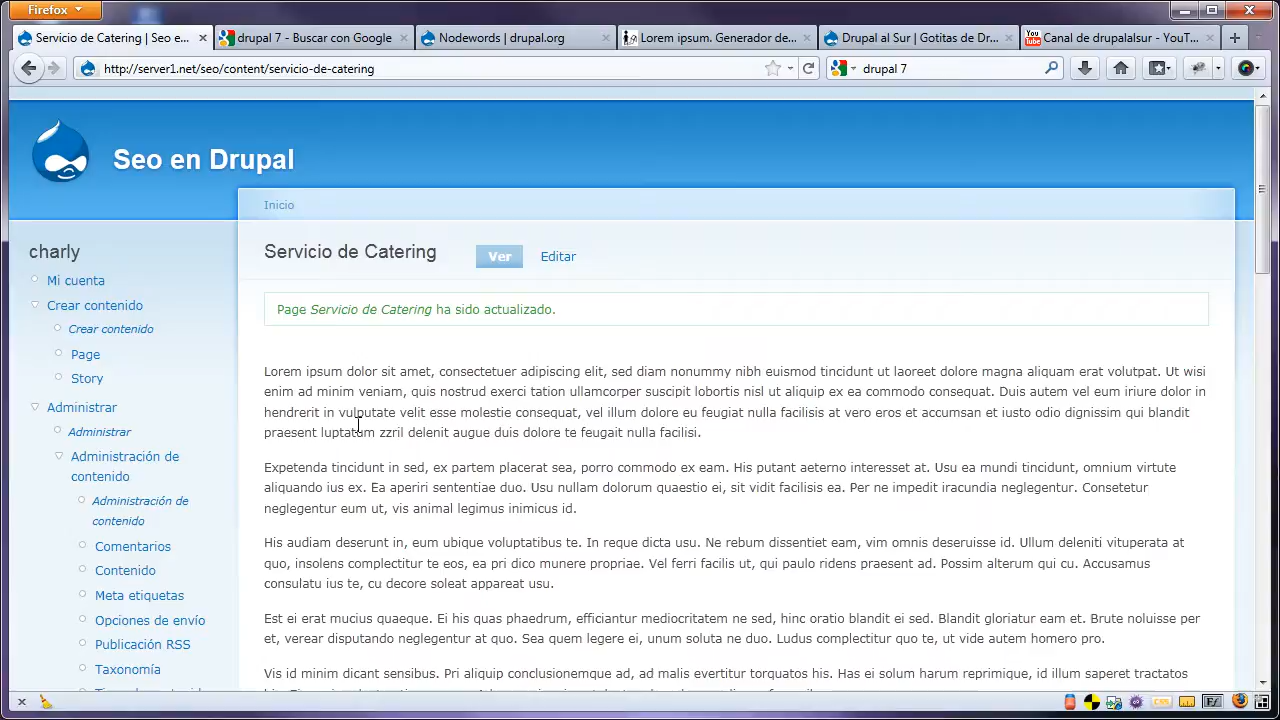 Firefox
Servicio de Catering | Seo e...
drupal 7 - Buscar con Google
Nodewords | drupal.org
Lorem ipsum. Generador de...
Drupal al Sur | Gotitas de Dr...
You Tube
Canal de drupalalsur - YouT...
http://server1.net/seo/content/servicio-de-catering
drupal 7
Seo en Drupal
Inicio
charly
Mi cuenta
Crear contenido
Crear contenido
Page
Story
Administrar
Administrar
Administración de
contenido
Administración de
contenido
Comentarios
Contenido
Meta etiquetas
Opciones de envío
Publicación RSS
Taxonomía
Servicio de Catering
Ver
Editar
Page Servicio de Catering ha sido actualizado.
Lorem ipsum dolor sit amet, consectetuer adipiscing elit, sed diam nonummy nibh euismod tincidunt ut laoreet dolore magna aliquam erat volutpat. Ut wisi
enim ad minim veniam, quis nostrud exerci tation ullamcorper suscipit lobortis nisl ut aliquip ex ea commodo consequat. Duis autem vel eum iriure dolor in
hendrerit in vulputate velit esse molestie consequat, vel illum dolore eu feugiat nulla facilisis at vero eros et accumsan et iusto odio dignissim qui blandit
praesent luptatum zzril delenit augue duis dolore te feugait nulla facilisi.
Expetenda tincidunt in sed, ex partem placerat sea, porro commodo ex eam. His putant aeterno interesset at. Usu ea mundi tincidunt, omnium virtute
aliquando ius ex. Ea aperiri sententiae duo. Usu nullam dolorum quaestio ei, sit vidit facilisis ea. Per ne impedit iracundia neglegentur. Consetetur
neglegentur eum ut, vis animal legimus inimicus id.
His audiam deserunt in, eum ubique voluptatibus te. In reque dicta usu. Ne rebum dissentiet eam, vim omnis deseruisse id. Ullum deleniti vituperata at
quo, insolens complectitur te eos, ea pri dico munere propriae. Vel ferri facilis ut, qui paulo ridens praesent ad. Possim alterum qui cu. Accusamus
consulatu ius te, cu decore soleat appareat usu.
Est ei erat mucius quaeque. Ei his quas phaedrum, efficiantur mediocritatem ne sed, hinc oratio blandit ei sed. Blandit gloriatur eam et. Brute noluisse per
et, verear disputando neglegentur at quo. Sea quem legere ei, unum soluta ne duo. Ludus complectitur quo te, ut vide autem homero pro.
Vis id minim dicant sensibus. Pri aliquip conclusionemque ad, ad malis evertitur torquatos his. Has ei solum harum reprimique, id illum saperet tractatos
CSS